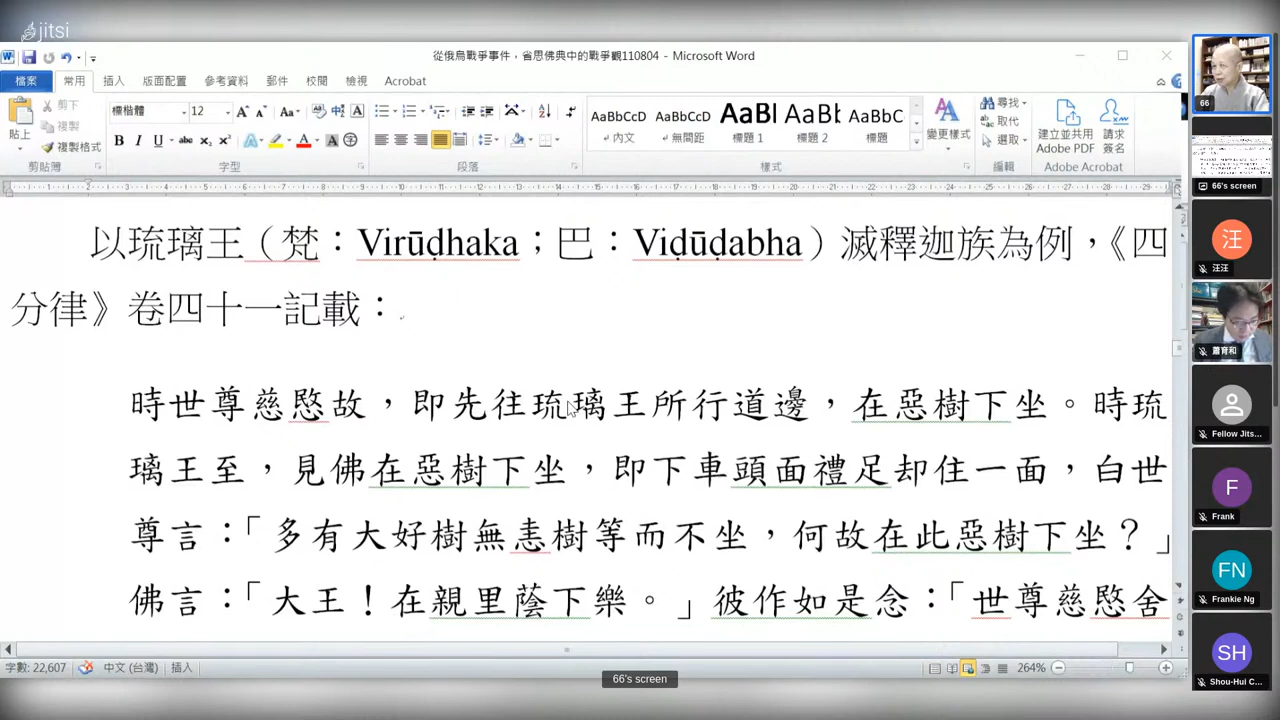 jitsi
從俄烏戰爭事件，省思佛典中的戰爭觀110804 - Microsoft Word
檔案 常用 插入 版面配置 參考資料 郵件 校閱 檢視 Acrobat
貼上 剪下 複製 複製格式
標楷體 12
AaBbCcD AaBbCcD AaBl AaBb AaBbC
內文 無間距 標題 1 標題 2 標題
變更樣式
尋找 取代 選取
建立並共用 Adobe PDF
請求簽名
剪貼簿 字型 段落 樣式 編輯 Adobe Acrobat
以琉璃王（梵：Virūḍhaka；巴：Viḍūḍabha）滅釋迦族為例，《四
分律》卷四十一記載：
時世尊慈愍故，即先往琉璃王所行道邊，在惡樹下坐。時琉
璃王至，見佛在惡樹下坐，即下車頭面禮足却住一面，白世
尊言：「多有大好樹無恚樹等而不坐，何故在此惡樹下坐？」
佛言：「大王！在親里蔭下樂。」彼作如是念：「世尊慈愍舍
字數: 22,607 中文 (台灣) 插入 264%
66's screen
66
66's screen
汪
汪汪
蕭育和
Fellow Jits...
F
Frank
FN
Frankie Ng
SH
Shou-Hui C...